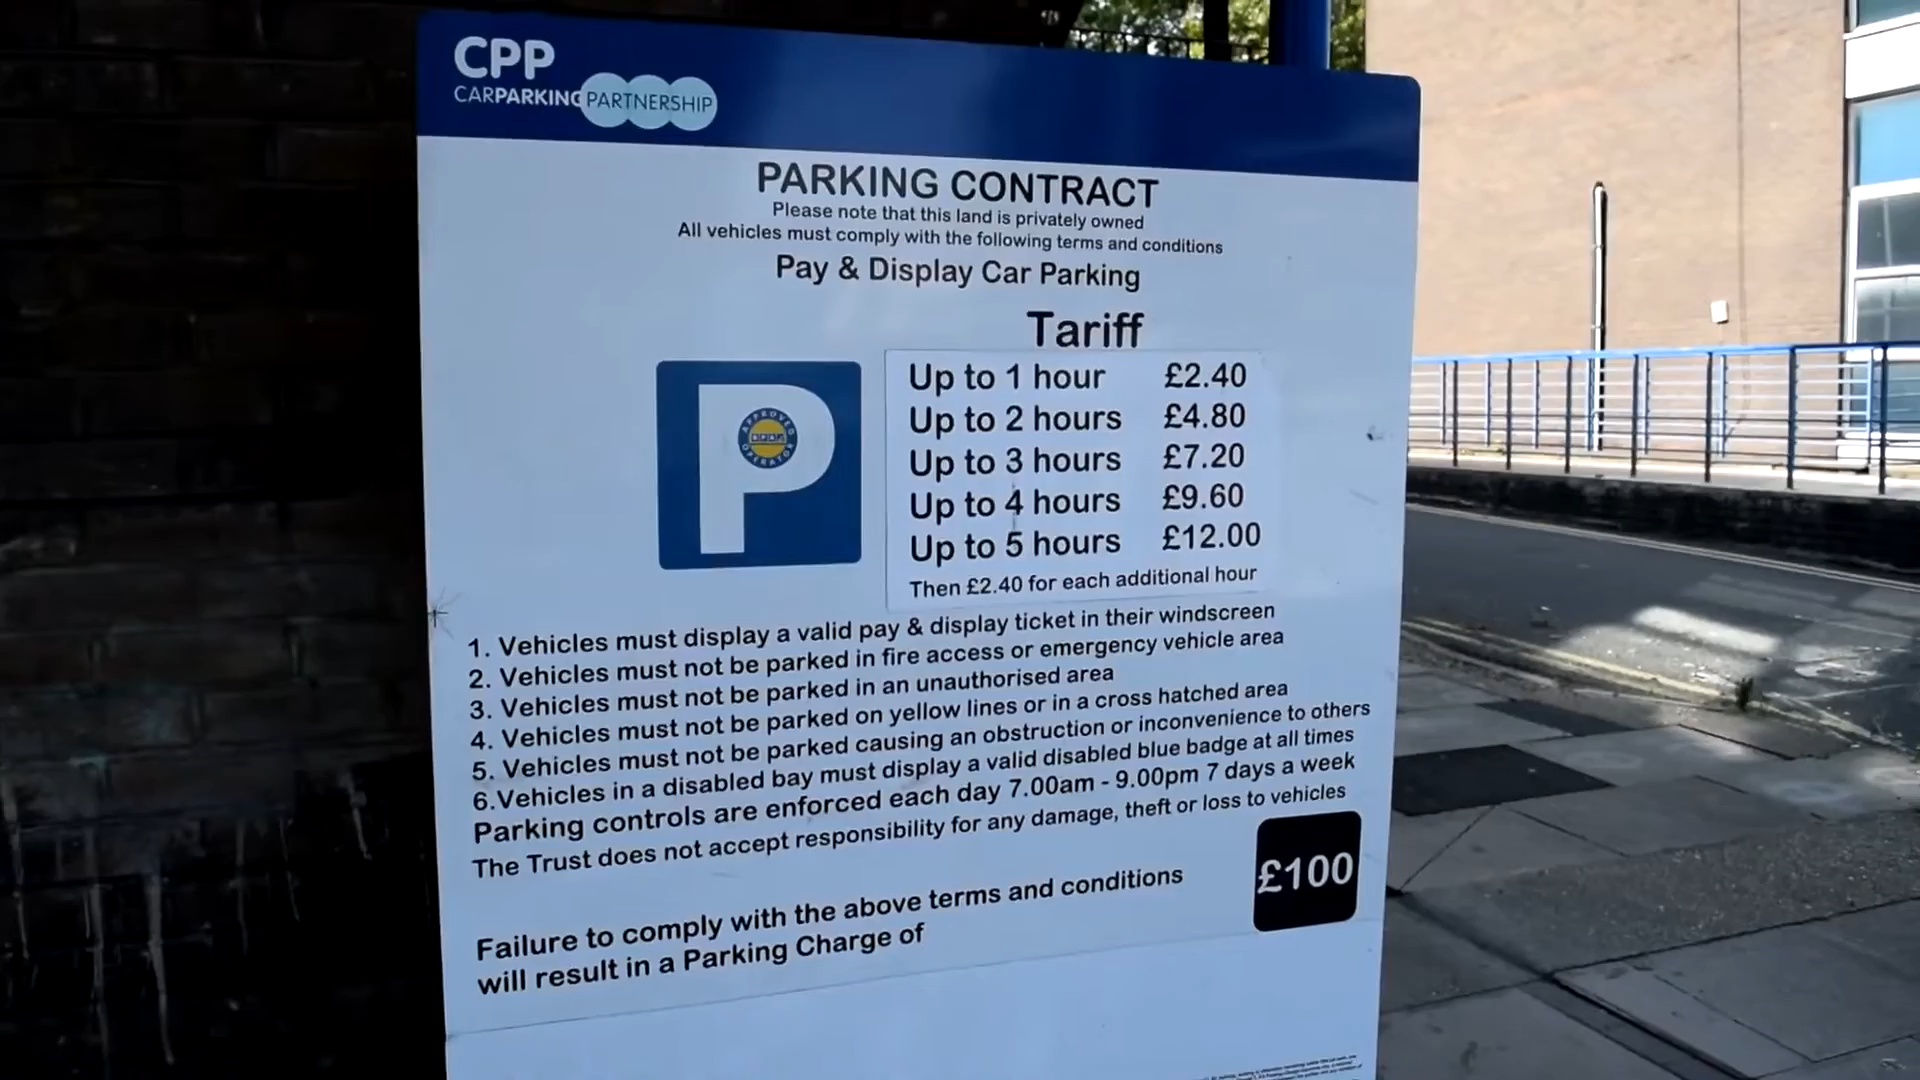 CPP
CARPARKING PARTNERSHIP
PARKING CONTRACT
Please note that this land is privately owned
All vehicles must comply with the following terms and conditions
Pay & Display Car Parking
Tariff
P
APPROVED
BPA
OPERATOR
Up to 1 hour £2.40
Up to 2 hours £4.80
Up to 3 hours £7.20
Up to 4 hours £9.60
Up to 5 hours £12.00
Then £2.40 for each additional hour
1. Vehicles must display a valid pay & display ticket in their windscreen
2. Vehicles must not be parked in fire access or emergency vehicle area
3. Vehicles must not be parked in an unauthorised area
4. Vehicles must not be parked on yellow lines or in a cross hatched area
5. Vehicles must not be parked causing an obstruction or inconvenience to others
6.Vehicles in a disabled bay must display a valid disabled blue badge at all times
Parking controls are enforced each day 7.00am - 9.00pm 7 days a week
The Trust does not accept responsibility for any damage, theft or loss to vehicles
Failure to comply with the above terms and conditions
will result in a Parking Charge of
£100